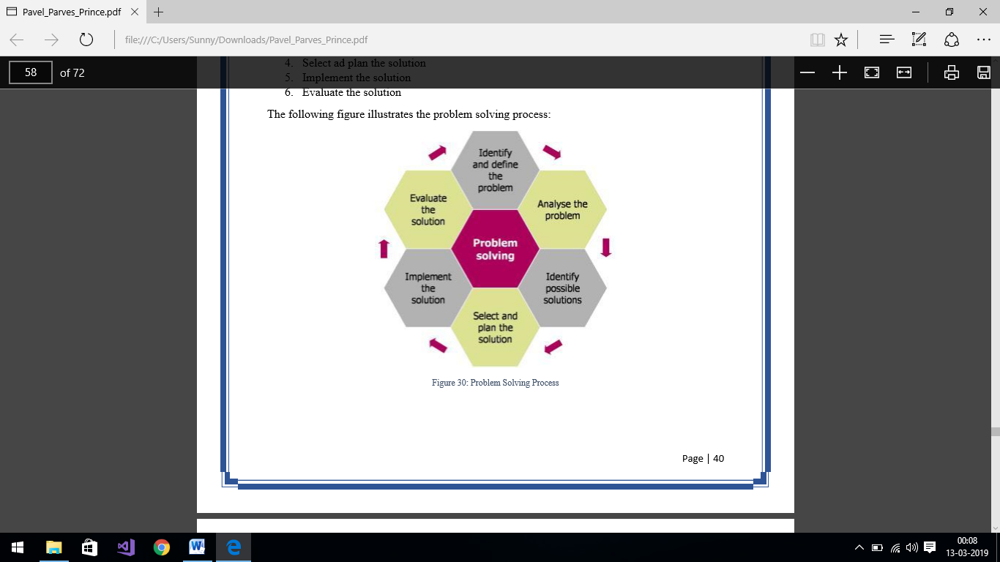 Pavel_Parves_Prince.pdf
file:///C:/Users/Sunny/Downloads/Pavel_Parves_Prince.pdf
58 of 72
4. Select ad plan the solution
5. Implement the solution
6. Evaluate the solution
The following figure illustrates the problem solving process:
Identify
and define
the
problem
Analyse the
problem
Identify
possible
solutions
Select and
plan the
solution
Implement
the
solution
Evaluate
the
solution
Problem
solving
Figure 30: Problem Solving Process
Page | 40
00:08
13-03-2019